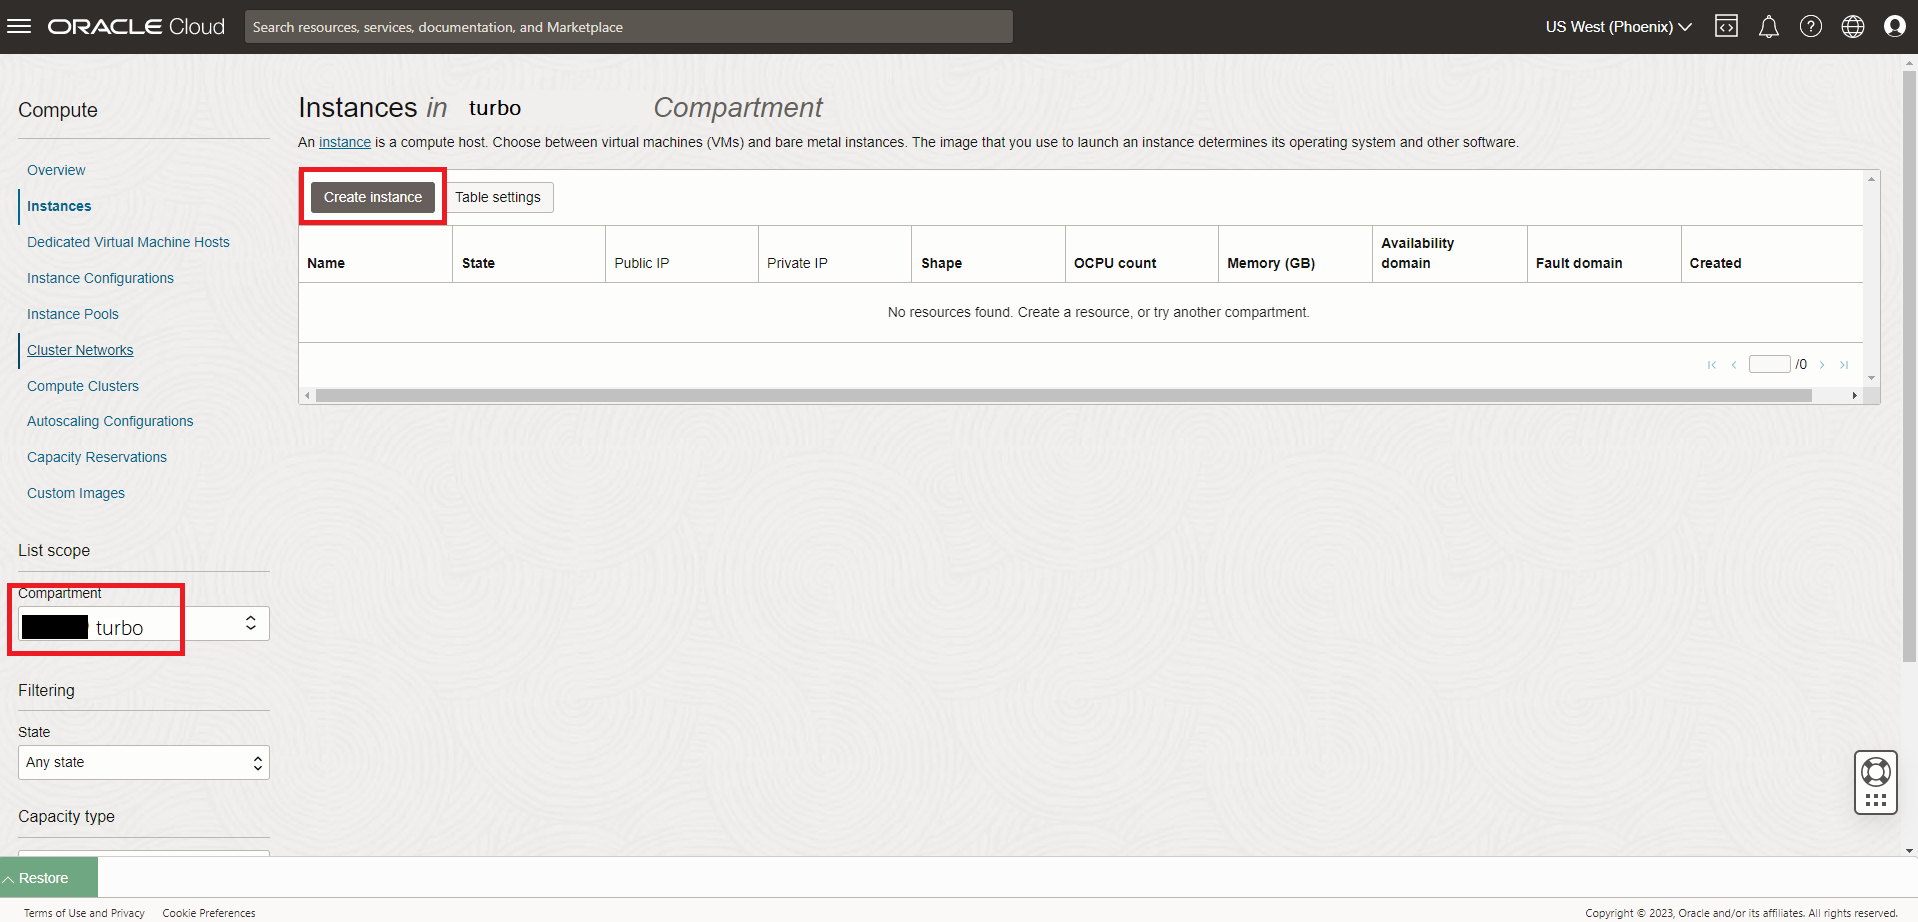 ORACLE Cloud
Search resources, services, documentation, and Marketplace
US West (Phoenix)
Compute
Overview
Instances
Dedicated Virtual Machine Hosts
Instance Configurations
Instance Pools
Cluster Networks
Compute Clusters
Autoscaling Configurations
Capacity Reservations
Custom Images
List scope
Compartment
turbo
Filtering
State
Any state
Capacity type
Instances in turbo Compartment
An instance is a compute host. Choose between virtual machines (VMs) and bare metal instances. The image that you use to launch an instance determines its operating system and other software.
Create instance Table settings
Name State Public IP Private IP Shape OCPU count Memory (GB) Availability domain Fault domain Created
No resources found. Create a resource, or try another compartment.
/0
Restore
Terms of Use and Privacy Cookie Preferences
Copyright © 2023, Oracle and/or its affiliates. All rights reserved.